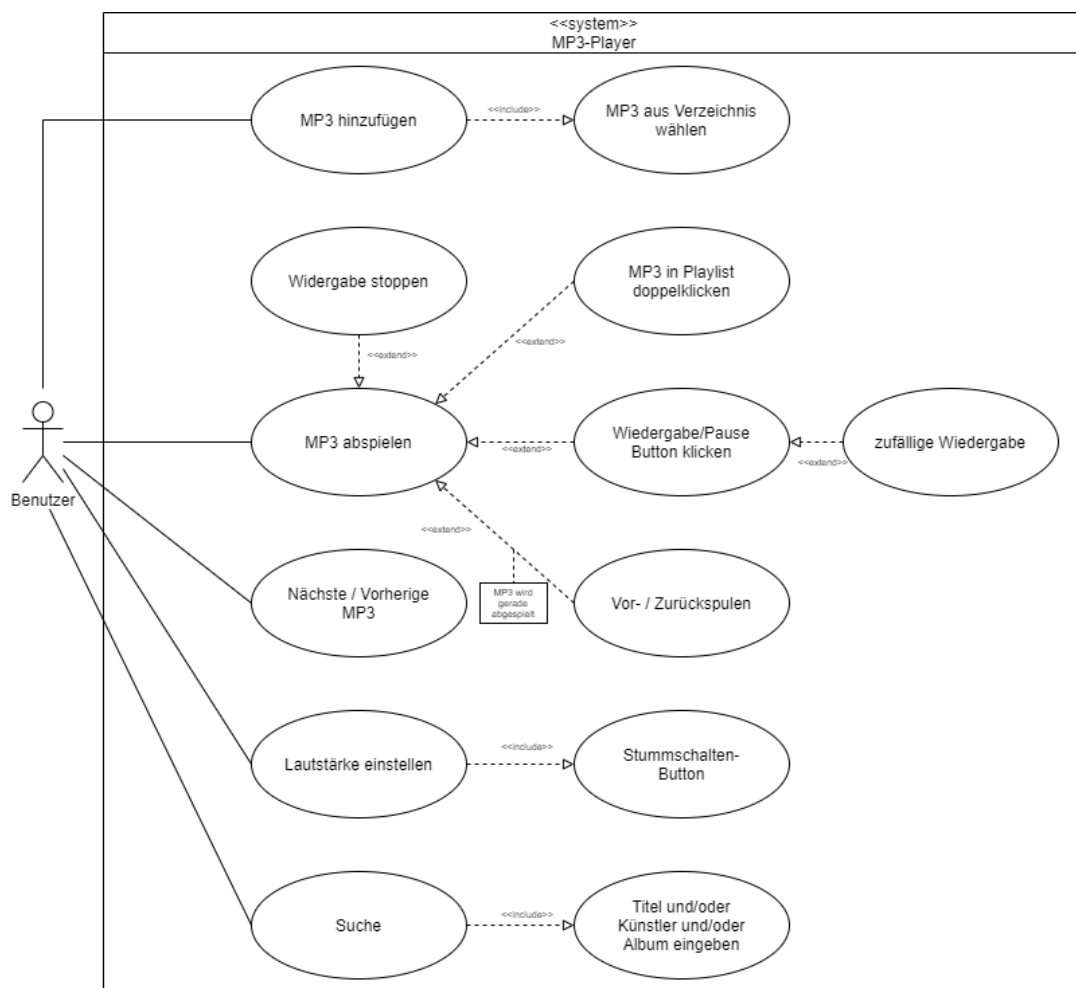 <<system>>
MP3-Player
MP3 hinzufügen
<<include>>
MP3 aus Verzeichnis
wählen
Widergabe stoppen
MP3 in Playlist
doppelklicken
<<extend>>
<<extend>>
MP3 abspielen
<<extend>>
Wiedergabe/Pause
Button klicken
<<extend>>
zufällige Wiedergabe
Benutzer
<<extend>>
Nächste / Vorherige
MP3
MP3 wird
gerade
abgespielt
Vor- / Zurückspulen
Lautstärke einstellen
<<include>>
Stummschalten-
Button
Suche
<<include>>
Titel und/oder
Künstler und/oder
Album eingeben